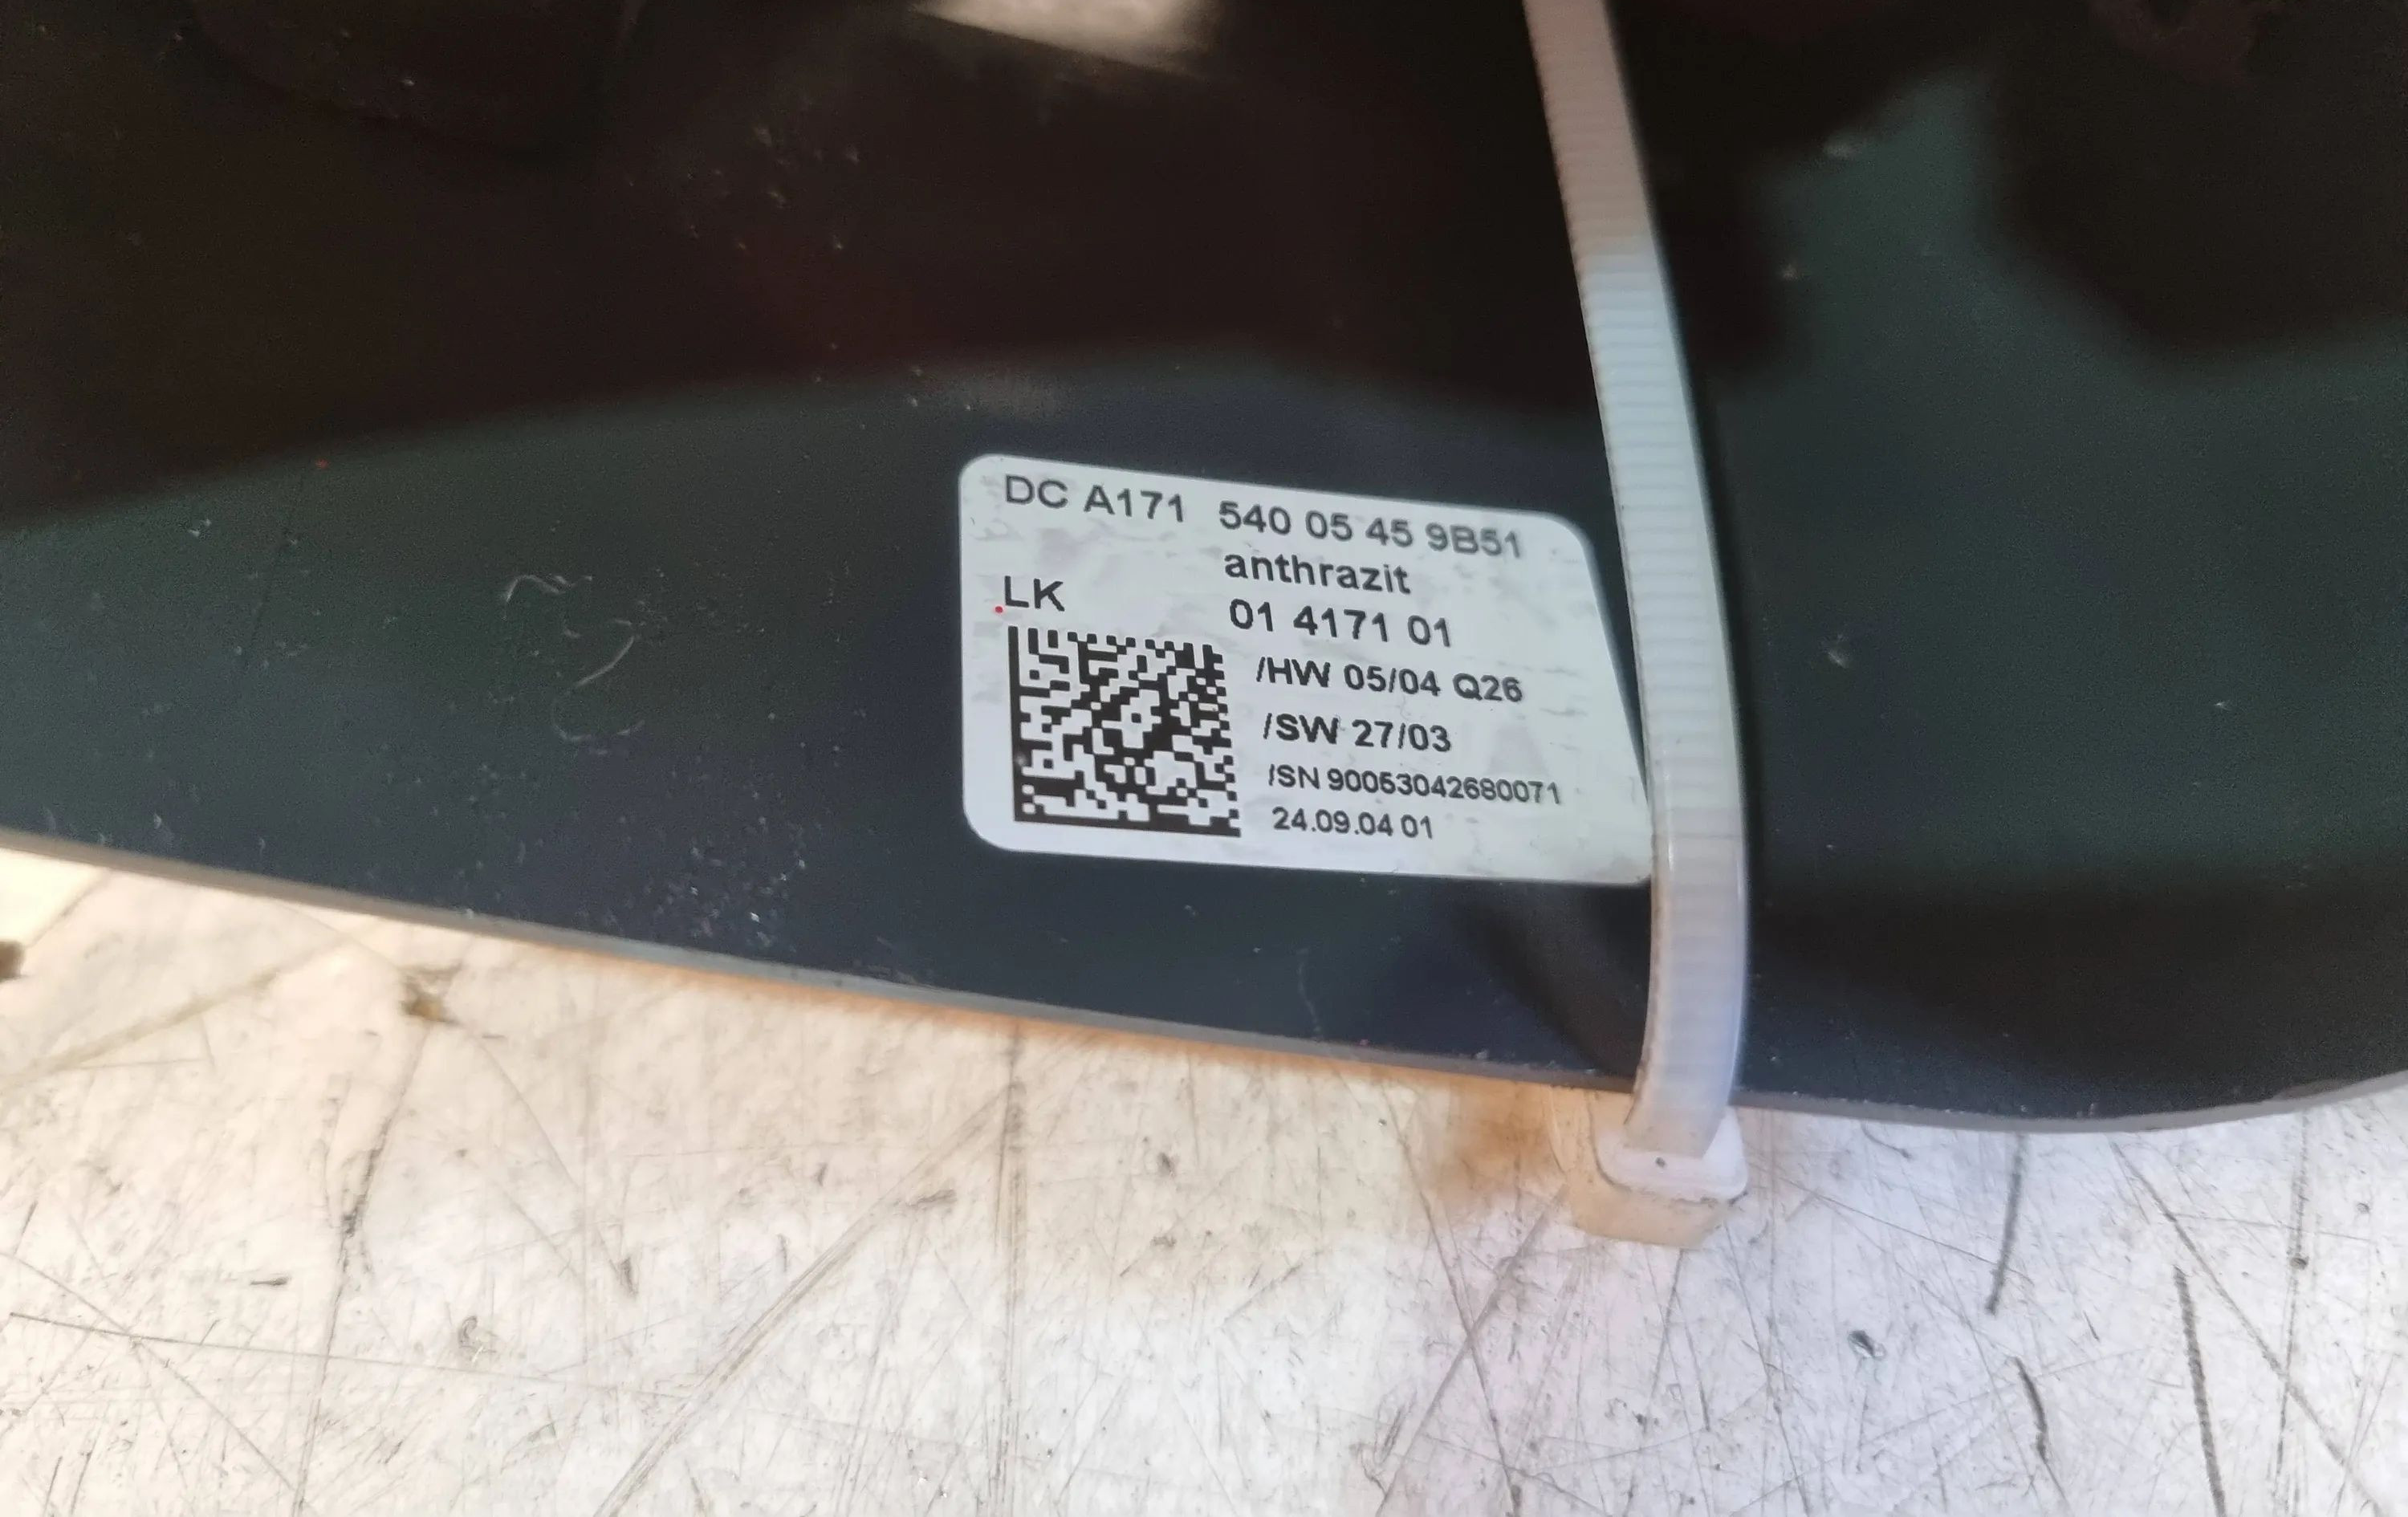 DC A171 540 05 45 9B51
anthrazit
LK 01 4171 01
/HW 05/04 Q26
/SW 27/03
/SN 90053042680071
24.09.04 01